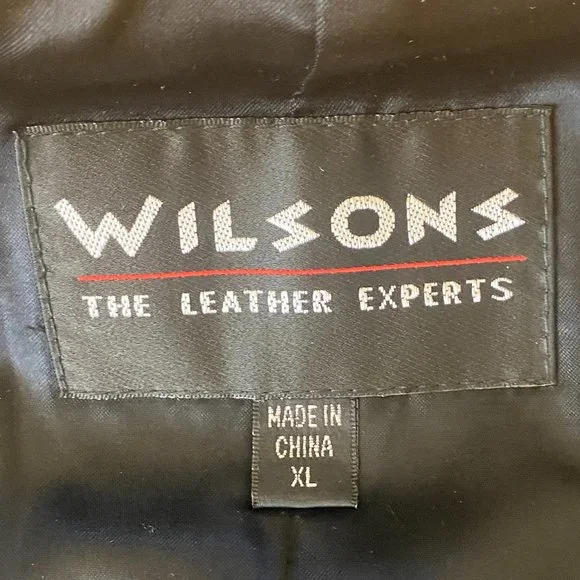 WILSONS
THE LEATHER EXPERTS
MADE IN
CHINA
XL